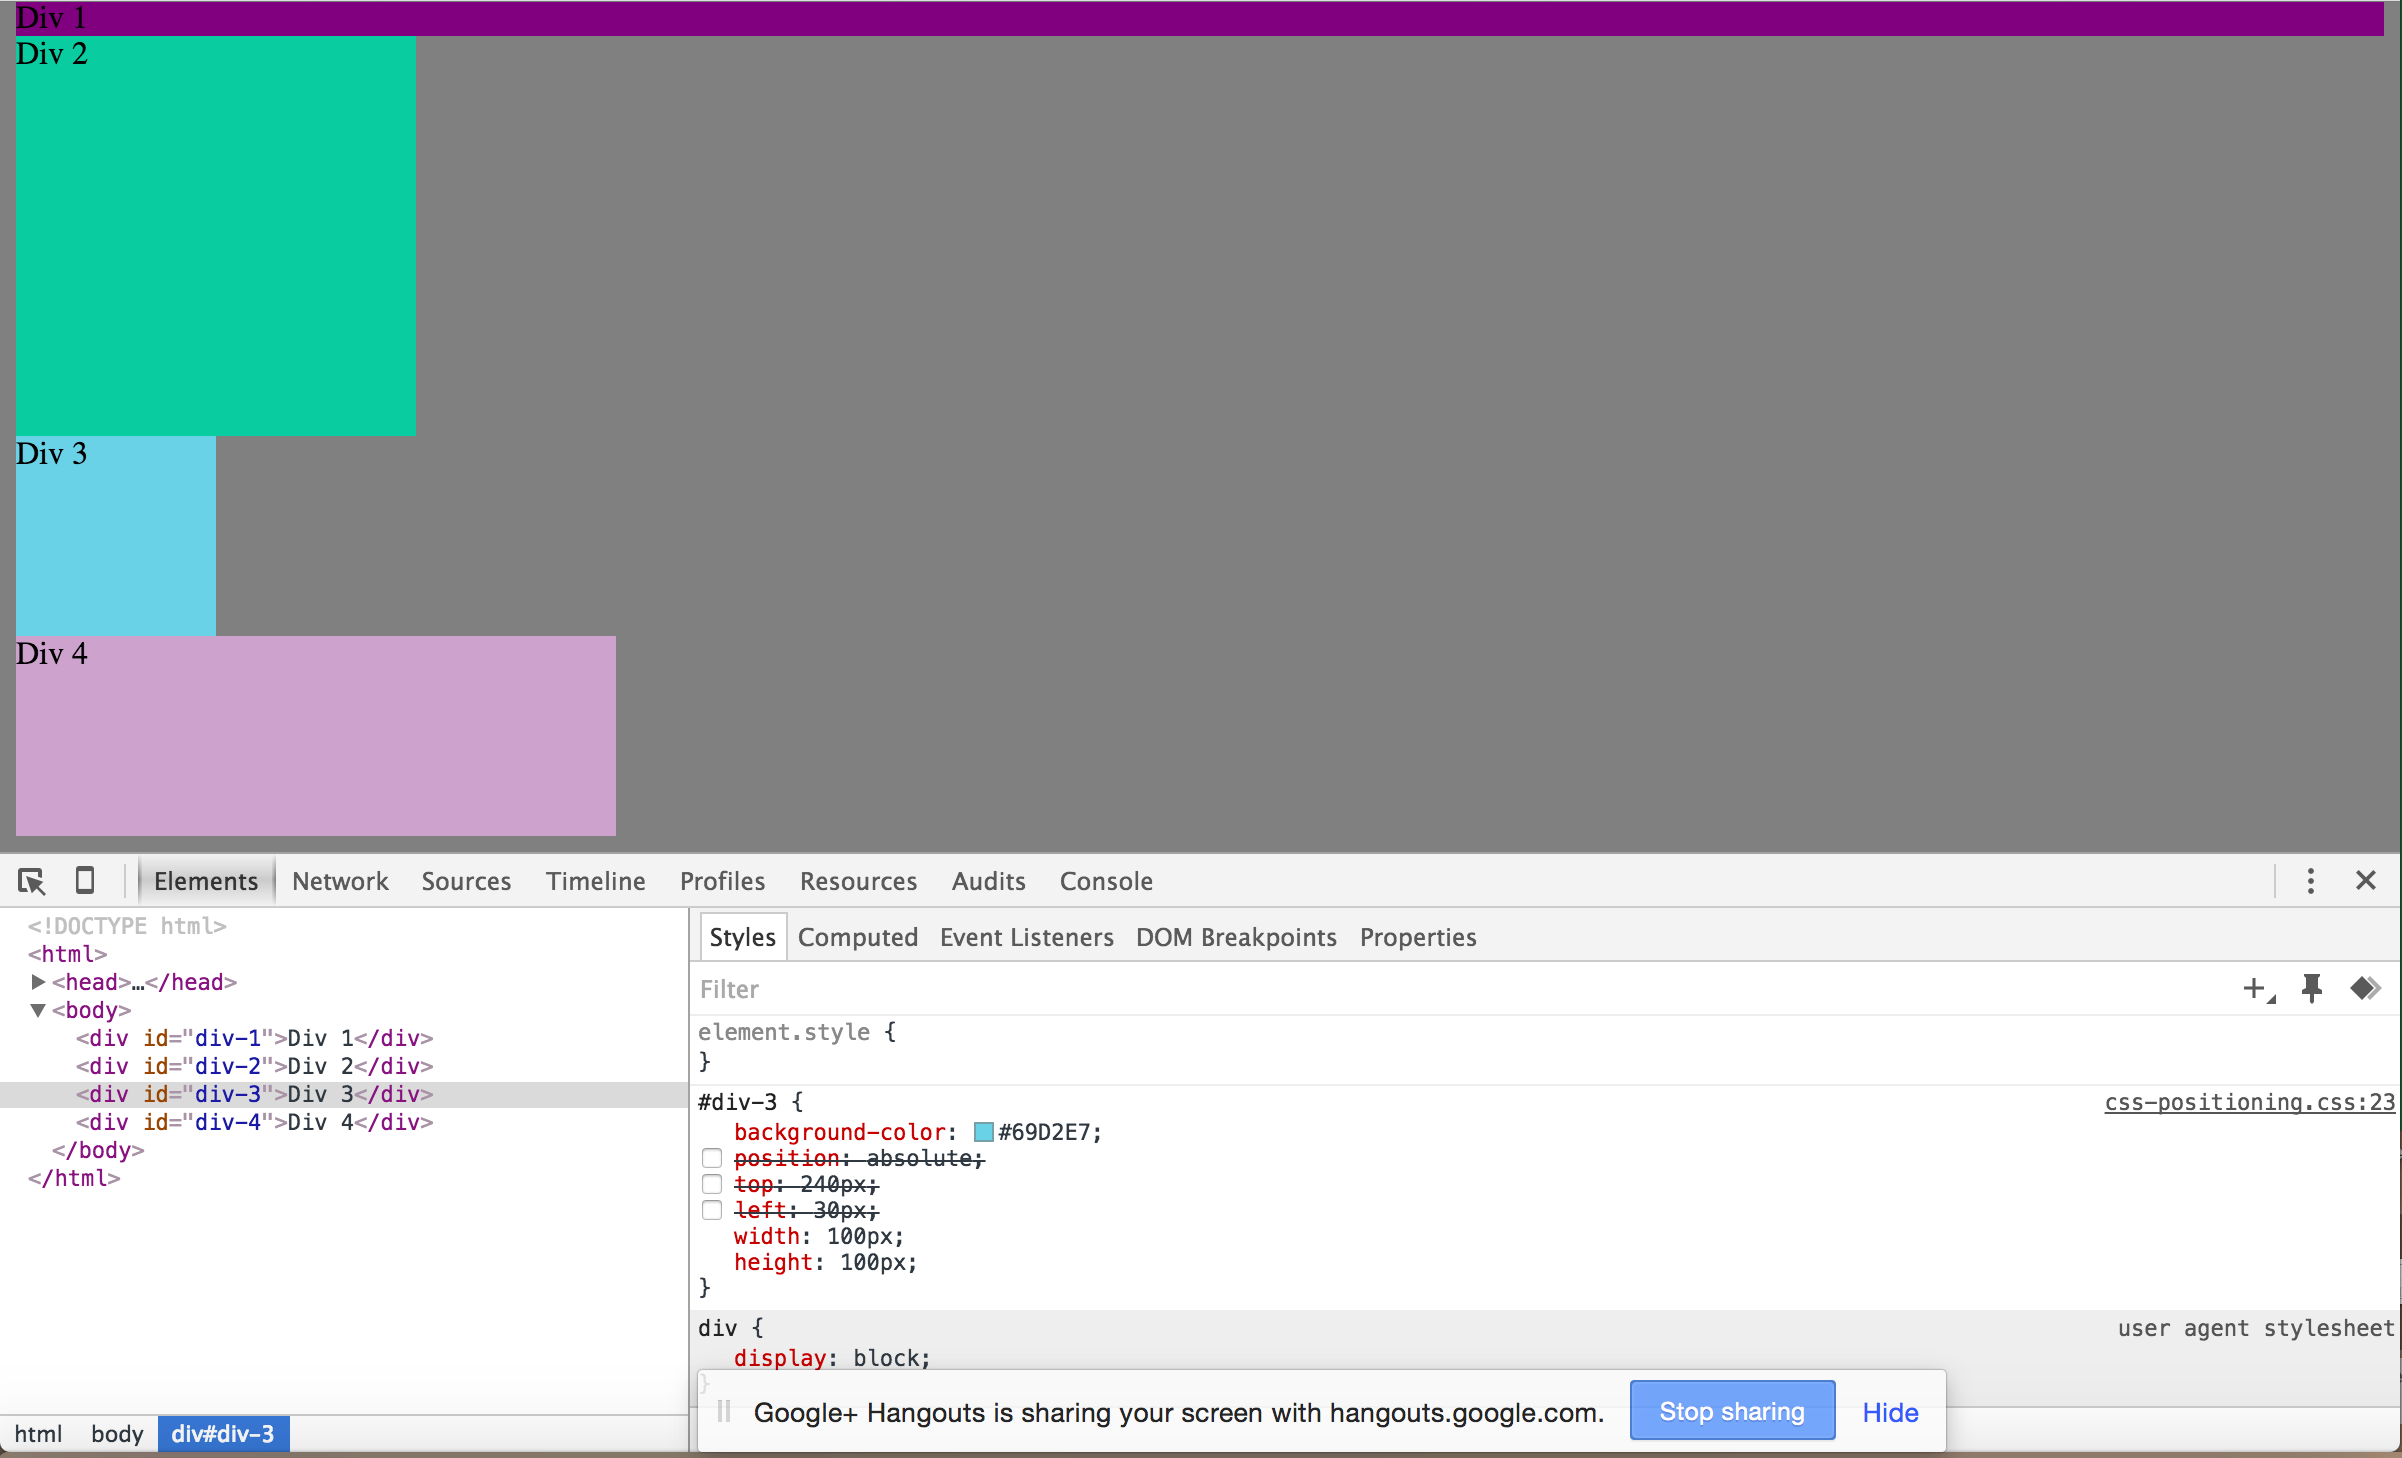 Div 1
Div 2
Div 3
Div 4
Elements Network Sources Timeline Profiles Resources Audits Console
<!DOCTYPE html>
<html>
<head>…</head>
<body>
<div id="div-1">Div 1</div>
<div id="div-2">Div 2</div>
<div id="div-3">Div 3</div>
<div id="div-4">Div 4</div>
</body>
</html>
html body div#div-3
Styles Computed Event Listeners DOM Breakpoints Properties
Filter
element.style {
}
#div-3 { css-positioning.css:23
background-color: #69D2E7;
position: absolute;
top: 240px;
left: 30px;
width: 100px;
height: 100px;
}
div { user agent stylesheet
display: block;
}
Google+ Hangouts is sharing your screen with hangouts.google.com. Stop sharing Hide